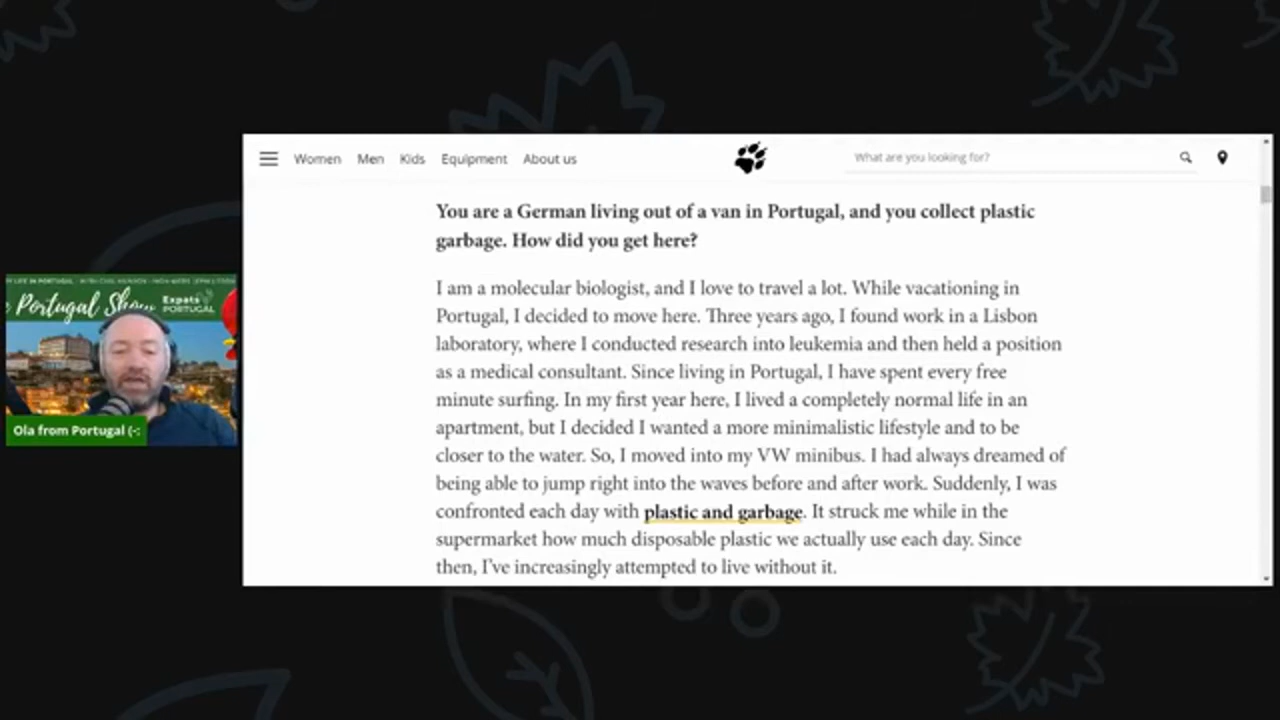 Women Men Kids Equipment About us What are you looking for?
You are a German living out of a van in Portugal, and you collect plastic
garbage. How did you get here?
I am a molecular biologist, and I love to travel a lot. While vacationing in
Portugal, I decided to move here. Three years ago, I found work in a Lisbon
laboratory, where I conducted research into leukemia and then held a position
as a medical consultant. Since living in Portugal, I have spent every free
minute surfing. In my first year here, I lived a completely normal life in an
apartment, but I decided I wanted a more minimalistic lifestyle and to be
closer to the water. So, I moved into my VW minibus. I had always dreamed of
being able to jump right into the waves before and after work. Suddenly, I was
confronted each day with plastic and garbage. It struck me while in the
supermarket how much disposable plastic we actually use each day. Since
then, I've increasingly attempted to live without it.
LIFE IN PORTUGAL
Portugal Show
Expats
PORTUGAL
Ola from Portugal (-: